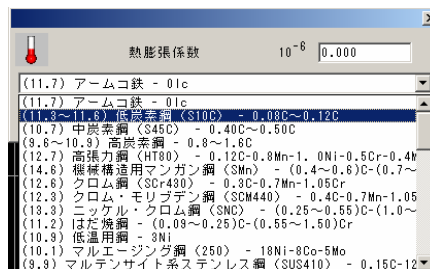 熱膨張係数 10⁻⁶ 0.000
(11.7) アームコ鉄 - 0lc
(11.7) アームコ鉄 - 0lc
(11.3～11.6) 低炭素鋼 (S10C) - 0.08C～0.12C
(10.7) 中炭素鋼 (S45C) - 0.40C～0.50C
(9.6～10.9) 高炭素鋼 - 0.8～1.6C
(12.7) 高張力鋼 (HT80) - 0.12C-0.8Mn-1. 0Ni-0.5Cr-0.4M
(14.6) 機械構造用マンガン鋼 (SMn) - (0.4～0.6)C-(0.7～
(12.6) クロム鋼 (SCr430) - 0.3C-0.7Mn-1.05Cr
(12.3) クロム・モリブデン鋼 (SCM440) - 0.4C-0.7Mn-1.05
(13.3) ニッケル・クロム鋼 (SNC) - (0.25～0.55)C-(1.0～
(11.2) はだ焼鋼 - (0.09～0.25)C-(0.55～1.50)Cr
(10.9) 低温用鋼 - 3Ni
(10.1) マルエージング鋼 (250) - 18Ni-8Co-5Mo
(9.9) マルテンサイト系ステンレス鋼 (SUS410) - 0.15C-12